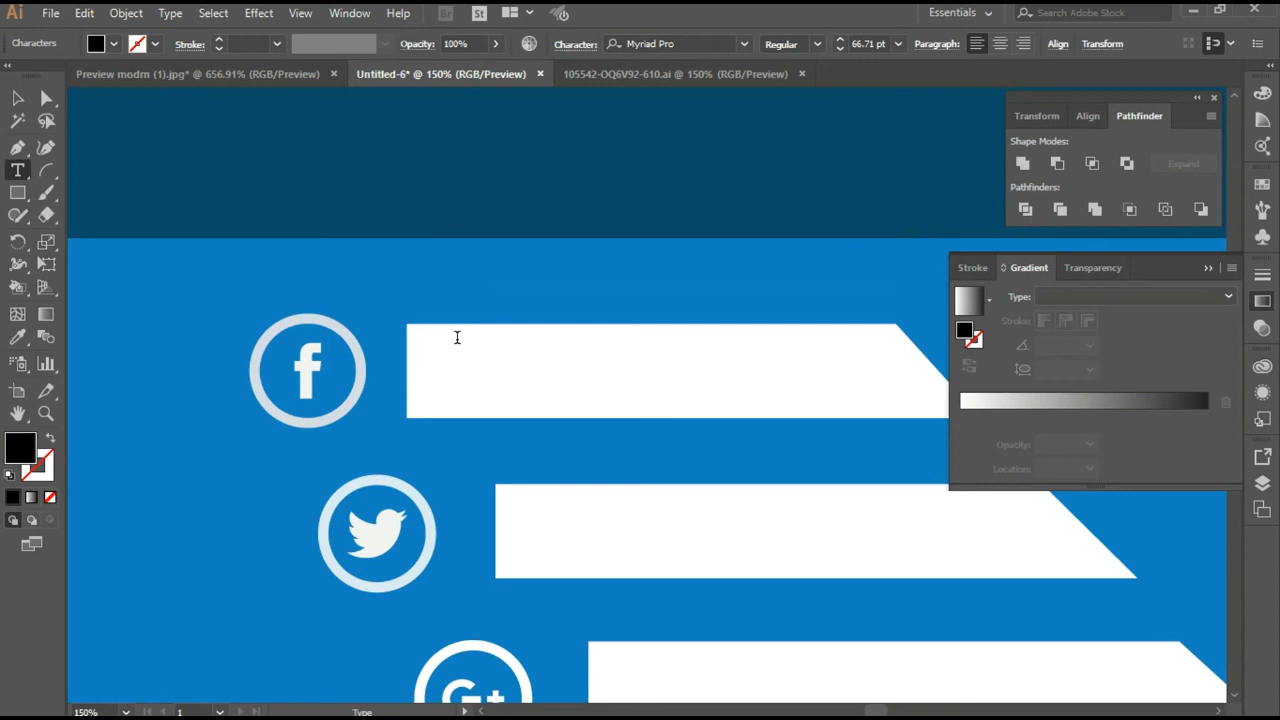 Ai File Edit Object Type Select Effect View Window Help Br St Essentials Search Adobe Stock
Characters Stroke: Opacity: 100% Character: Myriad Pro Regular 66.71 pt Paragraph: Align Transform
Preview modm (1).jpg* @ 656.91% (RGB/Preview) × Untitled-6* @ 150% (RGB/Preview) × 105542-OQ6V92-610.ai @ 150% (RGB/Preview) ×
Transform Align Pathfinder
Shape Modes:
Expand
Pathfinders:
Stroke Gradient Transparency
Type:
Stroke:
Opacity:
Location:
f
G+
150% 1 Type